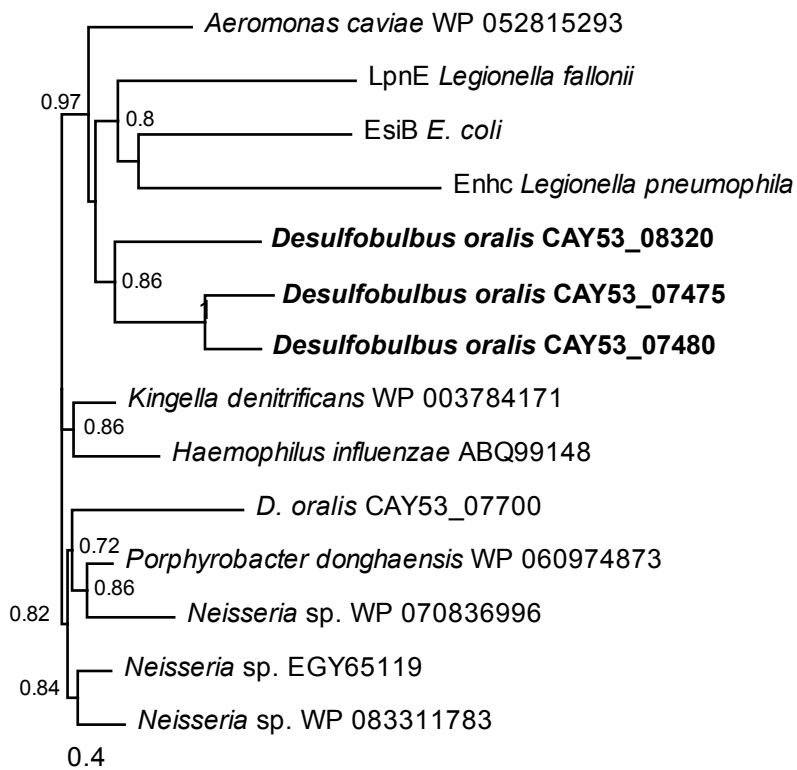 Aeromonas caviae WP 052815293
LpnE Legionella fallonii
0.97
0.8
EsiB E. coli
Enhc Legionella pneumophila
Desulfobulbus oralis CAY53_08320
0.86
Desulfobulbus oralis CAY53_07475
1
Desulfobulbus oralis CAY53_07480
Kingella denitrificans WP 003784171
0.86
Haemophilus influenzae ABQ99148
D. oralis CAY53_07700
0.72
Porphyrobacter donghaensis WP 060974873
0.86
0.82
Neisseria sp. WP 070836996
Neisseria sp. EGY65119
0.84
Neisseria sp. WP 083311783
0.4